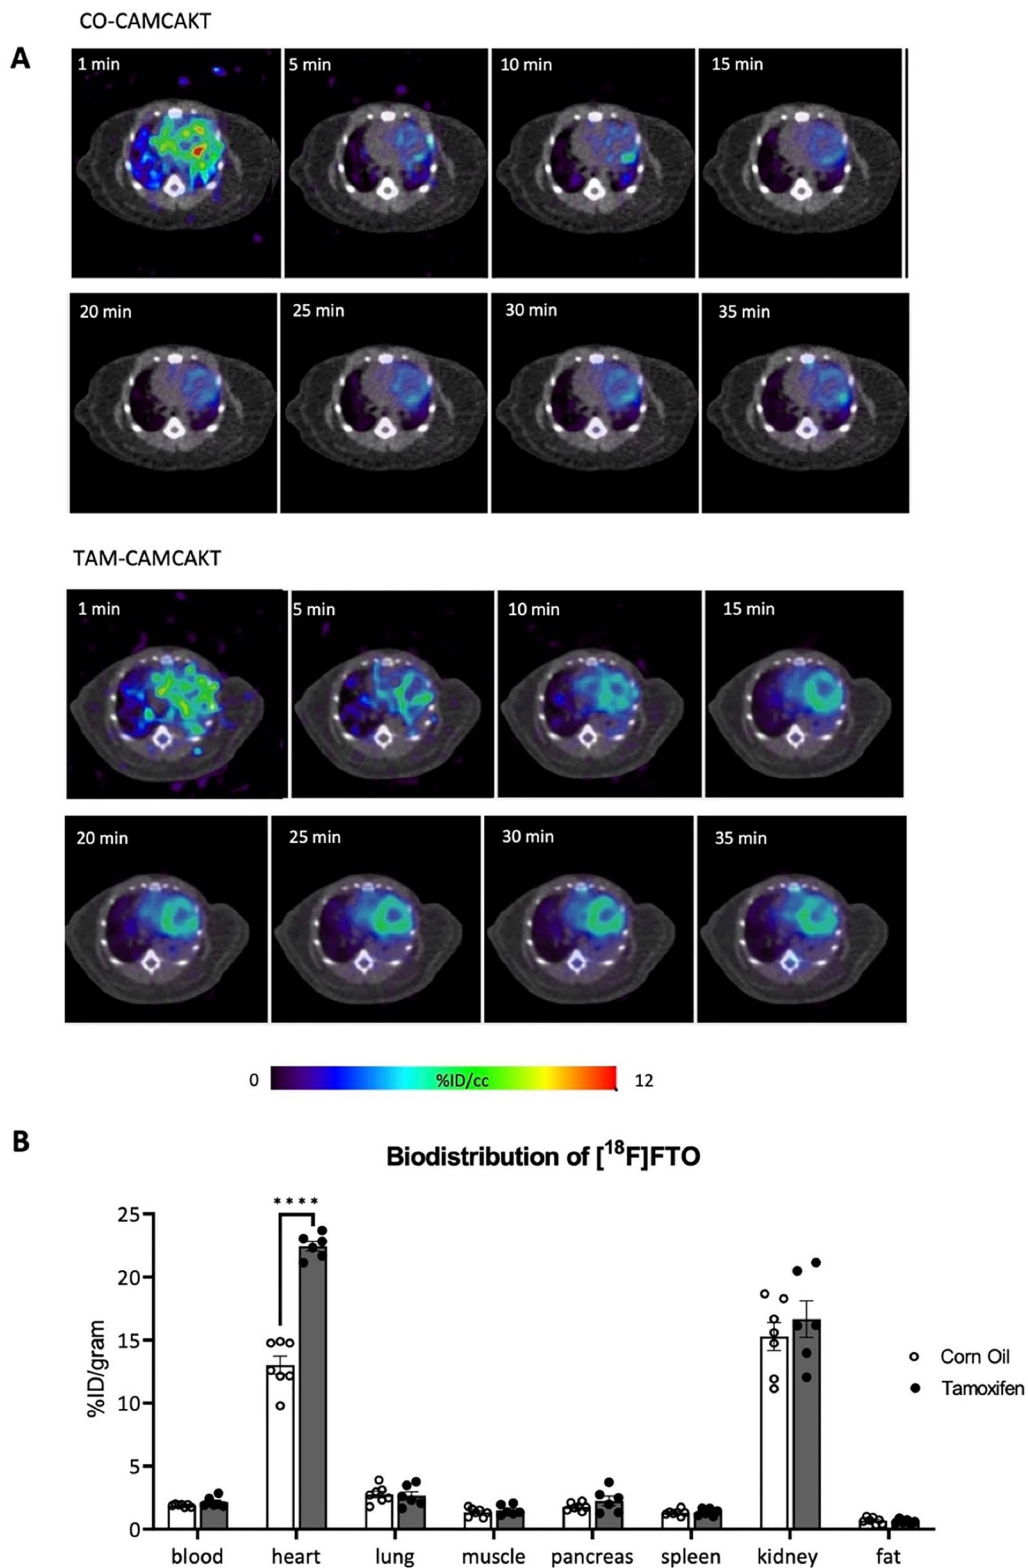 CO-CAMCAKT
A
1 min
5 min
10 min
15 min
20 min
25 min
30 min
35 min
TAM-CAMCAKT
1 min
5 min
10 min
15 min
20 min
25 min
30 min
35 min
0 %ID/cc 12
B
Biodistribution of [18F]FTO
****
25
20
15
10
5
0
%ID/gram
Corn Oil
Tamoxifen
blood heart lung muscle pancreas spleen kidney fat